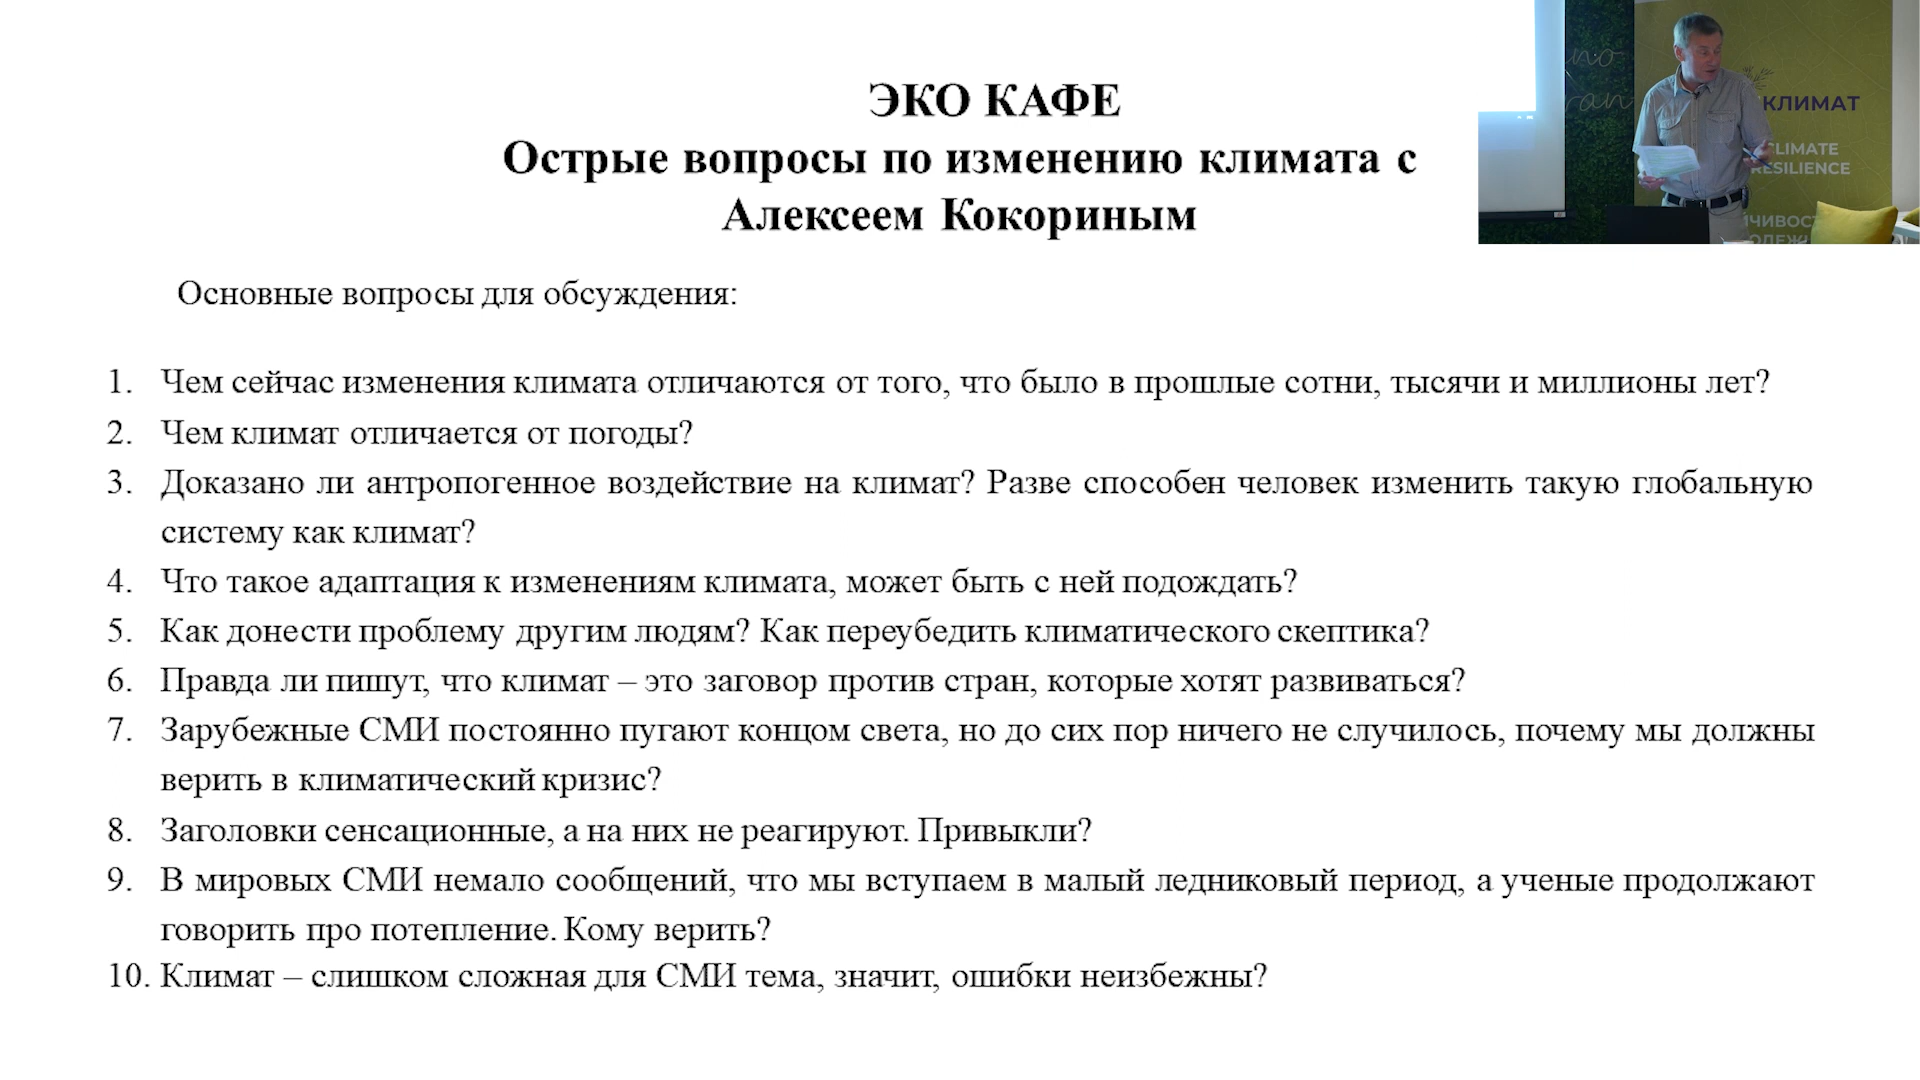 ЭКО КАФЕ
Острые вопросы по изменению климата с
Алексеем Кокориным
КЛИМАТ
CLIMATE
RESILIENCE
Основные вопросы для обсуждения:
1. Чем сейчас изменения климата отличаются от того, что было в прошлые сотни, тысячи и миллионы лет?
2. Чем климат отличается от погоды?
3. Доказано ли антропогенное воздействие на климат? Разве способен человек изменить такую глобальную
систему как климат?
4. Что такое адаптация к изменениям климата, может быть с ней подождать?
5. Как донести проблему другим людям? Как переубедить климатического скептика?
6. Правда ли пишут, что климат – это заговор против стран, которые хотят развиваться?
7. Зарубежные СМИ постоянно пугают концом света, но до сих пор ничего не случилось, почему мы должны
верить в климатический кризис?
8. Заголовки сенсационные, а на них не реагируют. Привыкли?
9. В мировых СМИ немало сообщений, что мы вступаем в малый ледниковый период, а ученые продолжают
говорить про потепление. Кому верить?
10. Климат – слишком сложная для СМИ тема, значит, ошибки неизбежны?